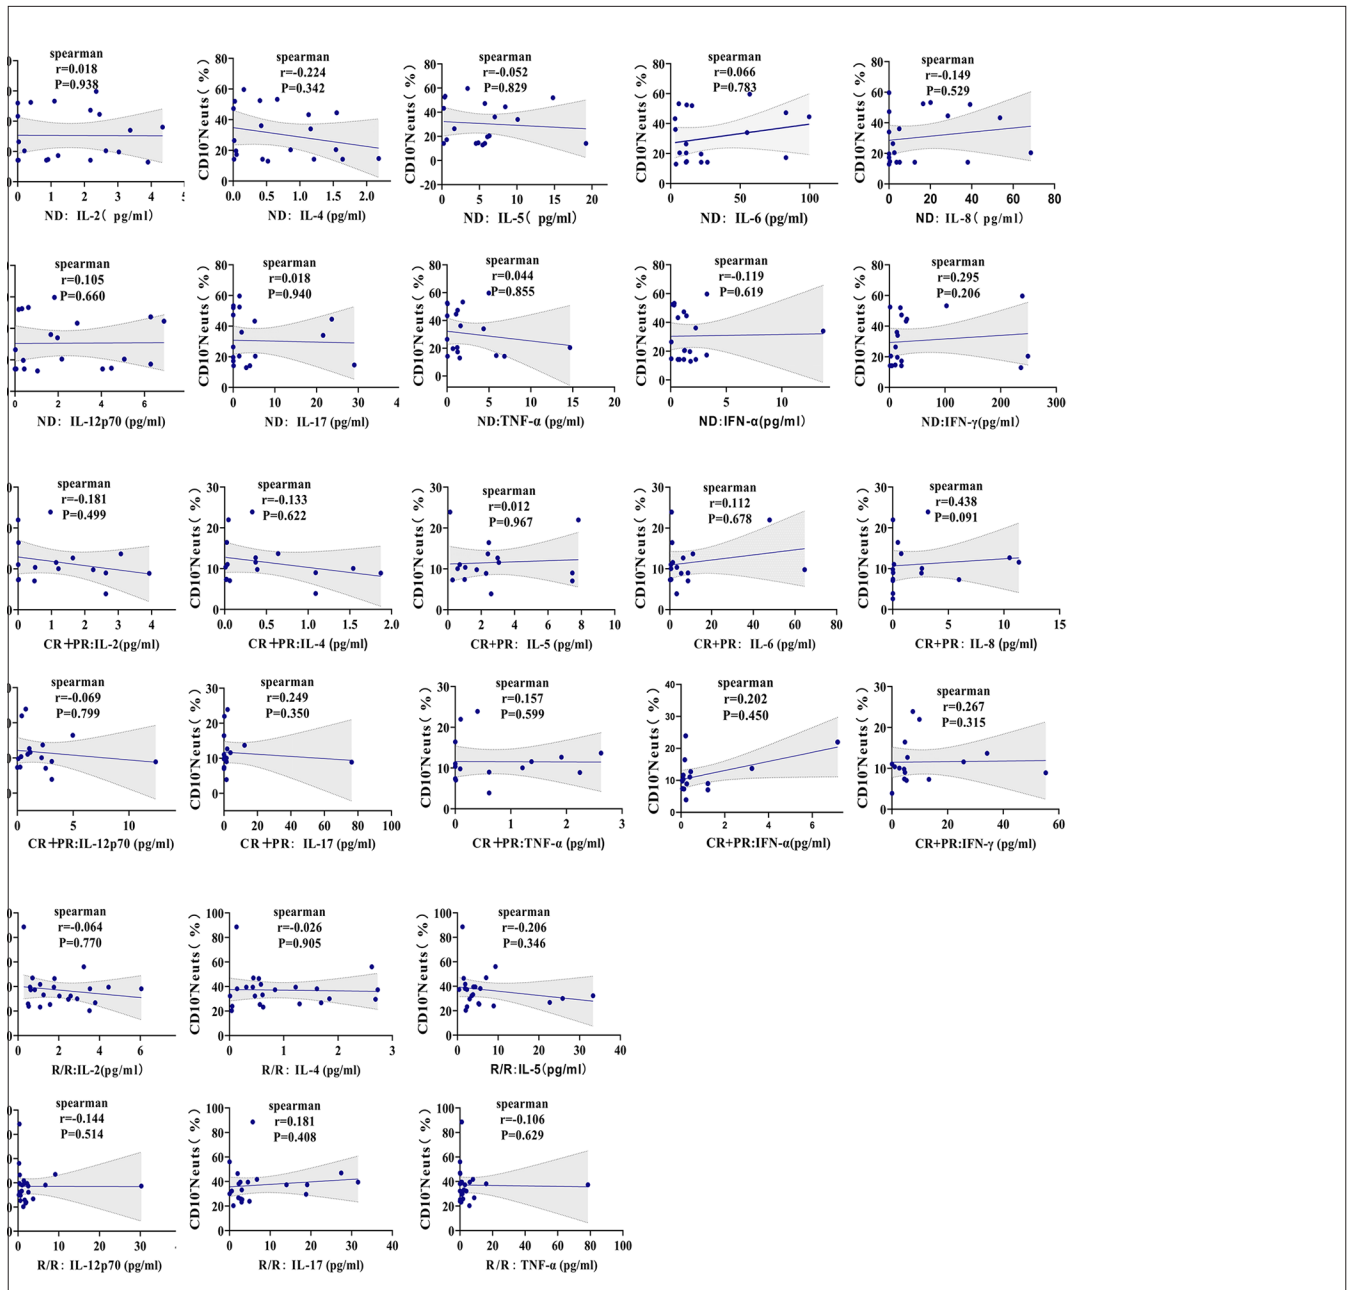 spearman
r=0.018
P=0.938
ND: IL-2( pg/ml)
spearman
r=-0.224
P=0.342
CD10-Neuts( %)
ND: IL-4 (pg/ml)
spearman
r=-0.052
P=0.829
CD10-Neuts( %)
ND: IL-5( pg/ml)
spearman
r=0.066
P=0.783
CD10-Neuts( %)
ND: IL-6 (pg/ml)
spearman
r=-0.149
P=0.529
CD10-Neuts( %)
ND: IL-8( pg/ml)
spearman
r=0.105
P=0.660
ND: IL-12p70 (pg/ml)
spearman
r=0.018
P=0.940
CD10-Neuts( %)
ND: IL-17 (pg/ml)
spearman
r=0.044
P=0.855
CD10-Neuts( %)
ND:TNF-α (pg/ml)
spearman
r=-0.119
P=0.619
CD10-Neuts( %)
ND:IFN-α(pg/ml)
spearman
r=0.295
P=0.206
CD10-Neuts( %)
ND:IFN-γ(pg/ml)
spearman
r=-0.181
P=0.499
CR+PR:IL-2(pg/ml)
spearman
r=-0.133
P=0.622
CD10-Neuts( %)
CR+PR:IL-4 (pg/ml)
spearman
r=0.012
P=0.967
CD10-Neuts( %)
CR+PR: IL-5 (pg/ml)
spearman
r=0.112
P=0.678
CD10-Neuts( %)
CR+PR: IL-6 (pg/ml)
spearman
r=0.438
P=0.091
CD10-Neuts( %)
CR+PR: IL-8 (pg/ml)
spearman
r=-0.069
P=0.799
CR+PR:IL-12p70 (pg/ml)
spearman
r=0.249
P=0.350
CD10-Neuts( %)
CR+PR: IL-17 (pg/ml)
spearman
r=0.157
P=0.599
CD10-Neuts( %)
CR+PR:TNF-α (pg/ml)
spearman
r=0.202
P=0.450
CD10-Neuts( %)
CR+PR:IFN-α(pg/ml)
spearman
r=0.267
P=0.315
CD10-Neuts( %)
CR+PR:IFN-γ (pg/ml)
spearman
r=-0.064
P=0.770
R/R:IL-2(pg/ml)
spearman
r=-0.026
P=0.905
CD10-Neuts( %)
R/R: IL-4 (pg/ml)
spearman
r=-0.206
P=0.346
CD10-Neuts( %)
R/R:IL-5(pg/ml)
spearman
r=-0.144
P=0.514
R/R: IL-12p70 (pg/ml)
spearman
r=0.181
P=0.408
CD10-Neuts( %)
R/R: IL-17 (pg/ml)
spearman
r=-0.106
P=0.629
CD10-Neuts( %)
R/R: TNF-α (pg/ml)